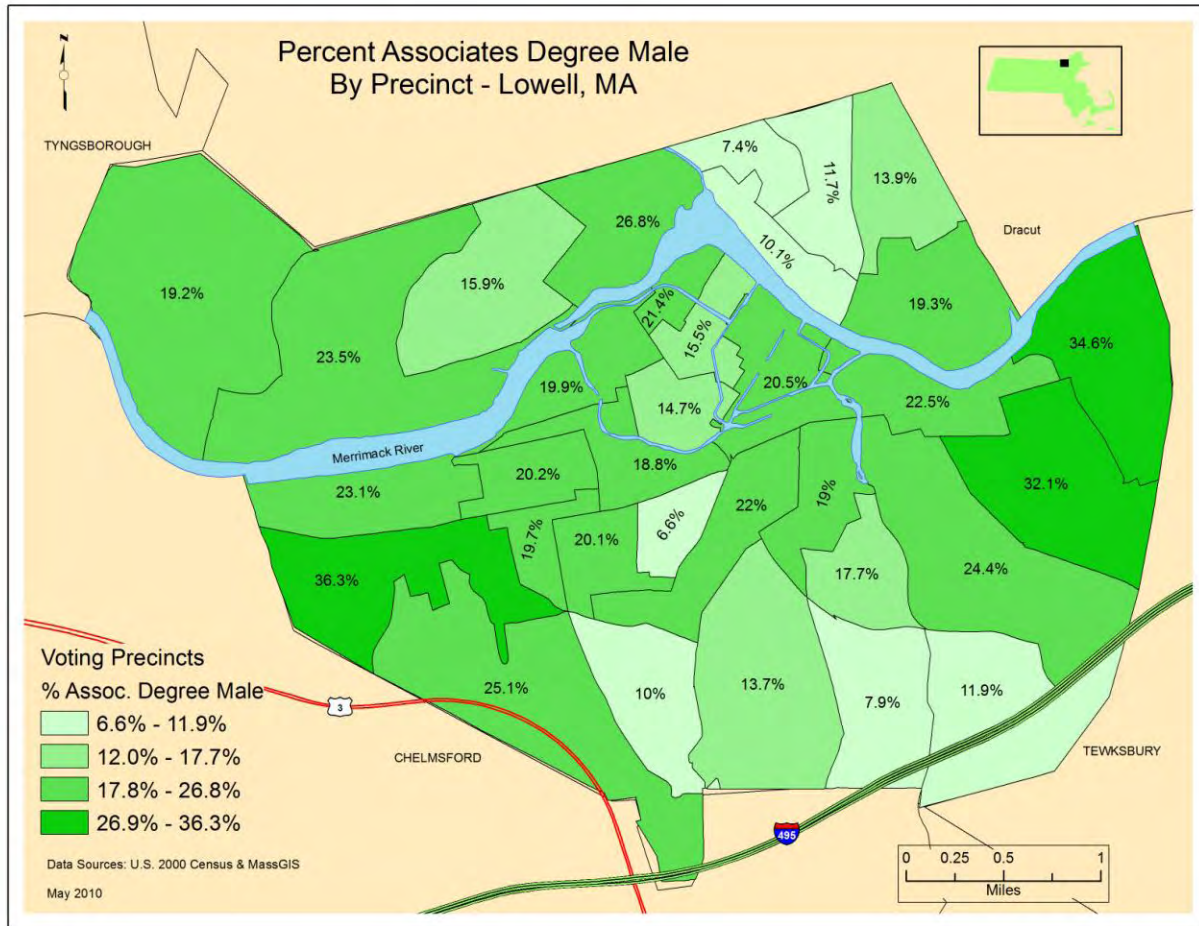 Percent Associates Degree Male
By Precinct - Lowell, MA
z
TYNGSBOROUGH
7.4%
11.7%
13.9%
26.8%
Dracut
10.1%
15.9%
19.2%
19.3%
21.4%
23.5%
15.5%
34.6%
19.9%
20.5%
14.7%
22.5%
Merrimack River
18.8%
20.2%
23.1%
32.1%
22%
19%
6.6%
19.7%
20.1%
36.3%
17.7%
24.4%
25.1%
10%
13.7%
7.9%
11.9%
Voting Precincts
% Assoc. Degree Male
6.6% - 11.9%
12.0% - 17.7%
17.8% - 26.8%
26.9% - 36.3%
3
CHELMSFORD
TEWKSBURY
495
Data Sources: U.S. 2000 Census & MassGIS
May 2010
0 0.25 0.5 1
Miles